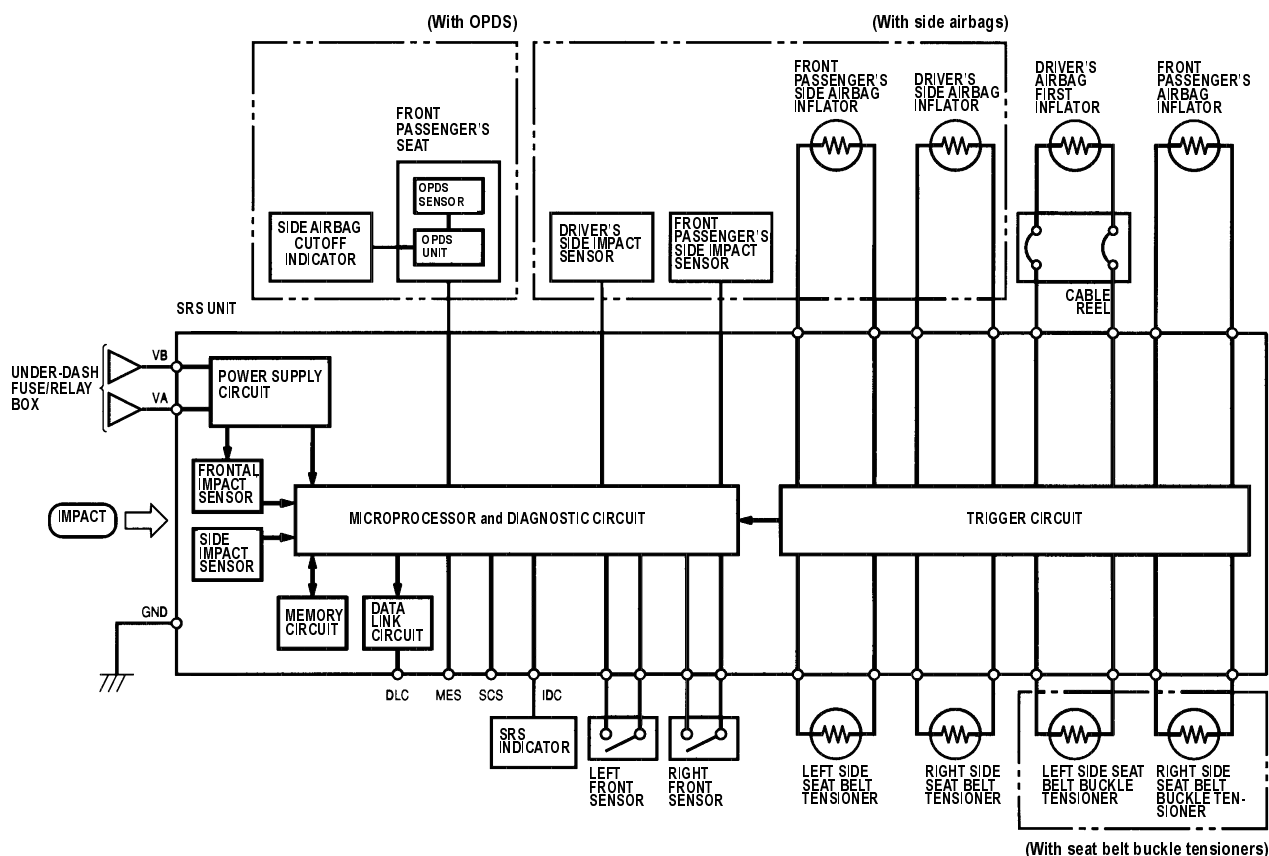 (With OPDS)
(With side airbags)
FRONT
PASSENGER'S
SIDE AIRBAG
INFLATOR
DRIVER'S
SIDE AIRBAG
INFLATOR
DRIVER'S
AIRBAG
FIRST
INFLATOR
FRONT
PASSENGER'S
AIRBAG
INFLATOR
FRONT
PASSENGER'S
SEAT
OPDS
SENSOR
OPDS
UNIT
SIDE AIRBAG
CUTOFF
INDICATOR
DRIVER'S
SIDE IMPACT
SENSOR
FRONT
PASSENGER'S
SIDE IMPACT
SENSOR
CABLE
REEL
SRS UNIT
UNDER-DASH
FUSE/RELAY
BOX
VB
VA
POWER SUPPLY
CIRCUIT
FRONTAL
IMPACT
SENSOR
IMPACT
SIDE
IMPACT
SENSOR
MICROPROCESSOR and DIAGNOSTIC CIRCUIT
TRIGGER CIRCUIT
GND
MEMORY
CIRCUIT
DATA
LINK
CIRCUIT
DLC
MES
SCS
IDC
SRS
INDICATOR
LEFT
FRONT
SENSOR
RIGHT
FRONT
SENSOR
LEFT SIDE
SEAT BELT
TENSIONER
RIGHT SIDE
SEAT BELT
TENSIONER
LEFT SIDE SEAT
BELT BUCKLE
TENSIONER
RIGHT SIDE
SEAT BELT
BUCKLE TEN-
SIONER
(With seat belt buckle tensioners)